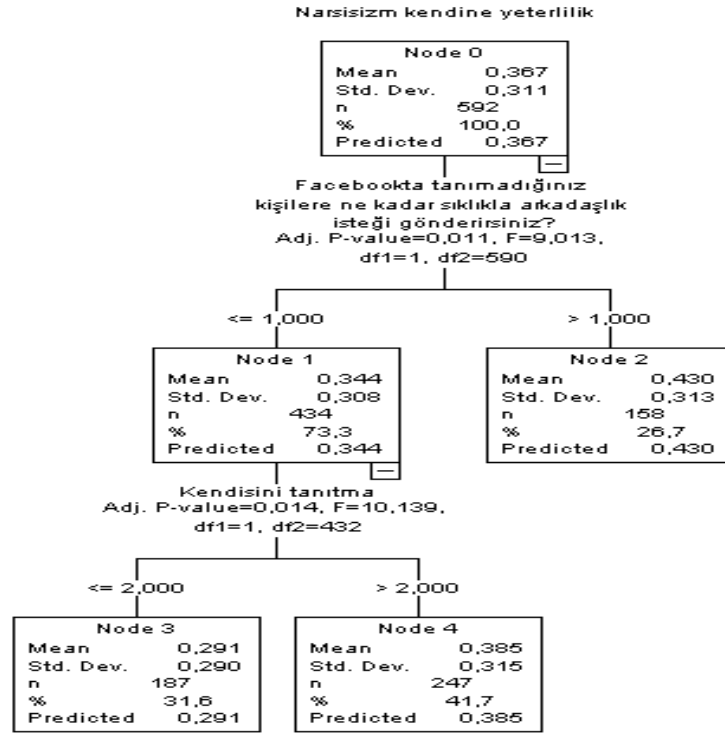 Narsisizm kendine yeterlilik
Node 0
Mean 0,367
Std. Dev. 0,311
n 592
% 100,0
Predicted 0,367
Facebookta tanımadığınız
kişilere ne kadar sıklıkla arkadaşlık
isteği gönderirsiniz?
Adj. P-value=0,011, F=9,013,
df1=1, df2=590
<= 1,000
> 1,000
Node 1
Mean 0,344
Std. Dev. 0,308
n 434
% 73,3
Predicted 0,344
Node 2
Mean 0,430
Std. Dev. 0,313
n 158
% 26,7
Predicted 0,430
Kendisini tanıtma
Adj. P-value=0,014, F=10,139,
df1=1, df2=432
<= 2,000
> 2,000
Node 3
Mean 0,291
Std. Dev. 0,290
n 187
% 31,6
Predicted 0,291
Node 4
Mean 0,385
Std. Dev. 0,315
n 247
% 41,7
Predicted 0,385